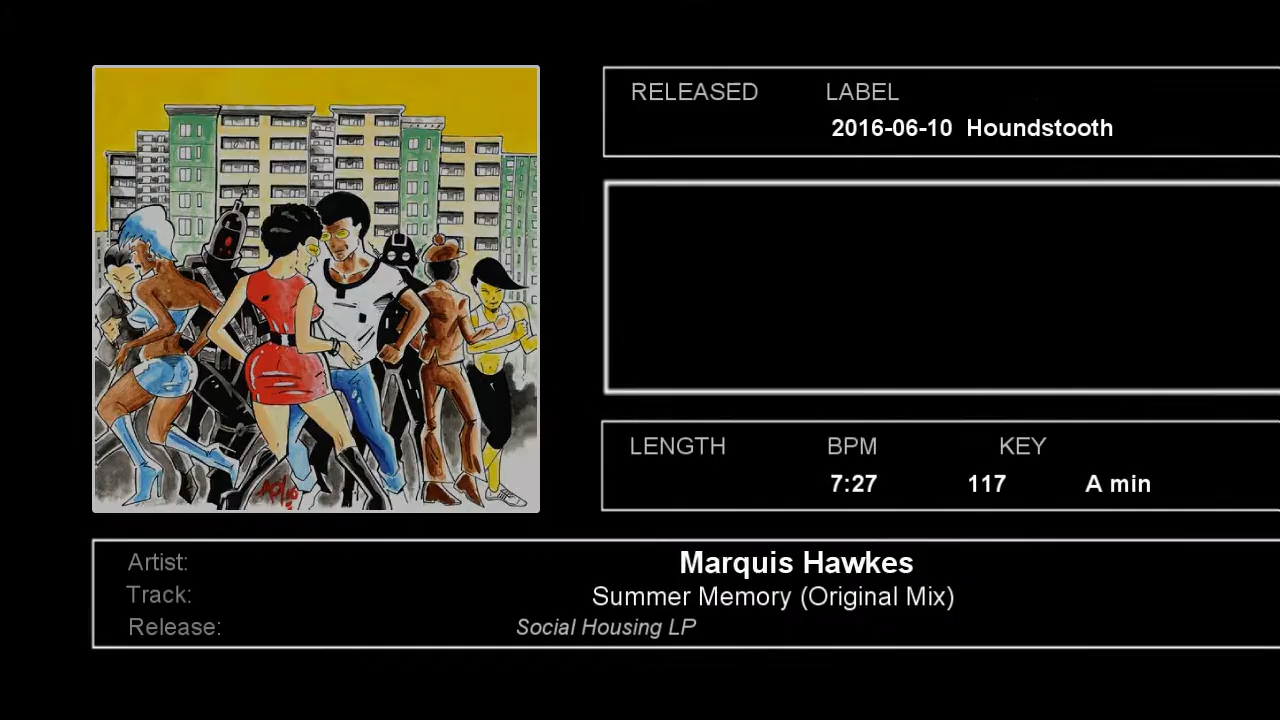 RELEASED LABEL
2016-06-10 Houndstooth
LENGTH BPM KEY
7:27 117 A min
Artist: Marquis Hawkes
Track: Summer Memory (Original Mix)
Release: Social Housing LP